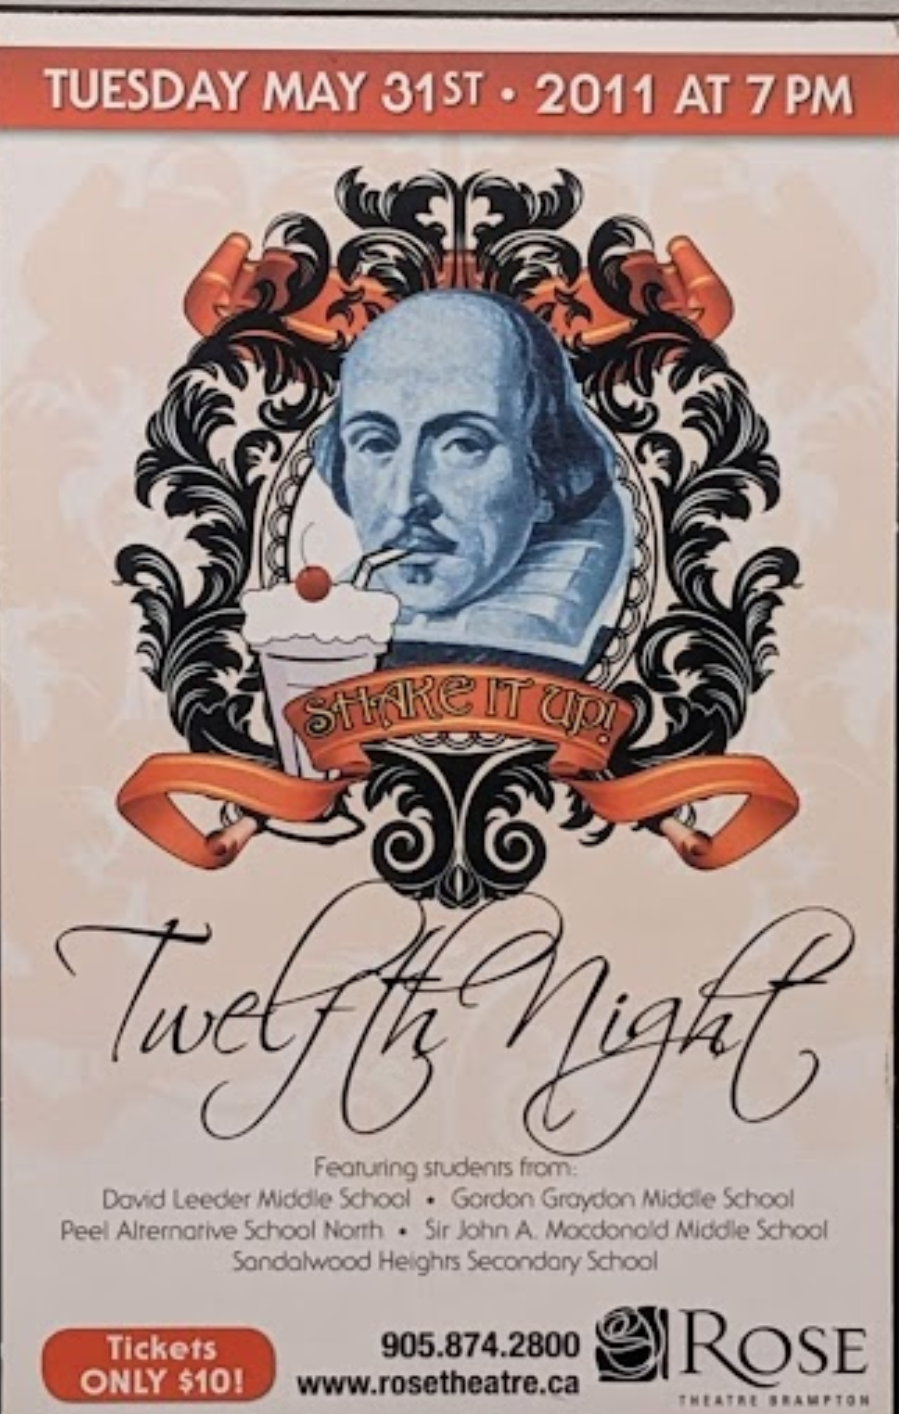 TUESDAY MAY 31ST • 2011 AT 7 PM
SHAKE IT UP!
Twelfth Night
Featuring students from:
David Leeder Middle School • Gordon Graydon Middle School
Peel Alternative School North • Sir John A. Macdonald Middle School
Sandalwood Heights Secondary School
Tickets
ONLY $10!
905.874.2800
www.rosetheatre.ca
ROSE
THEATRE BRAMPTON